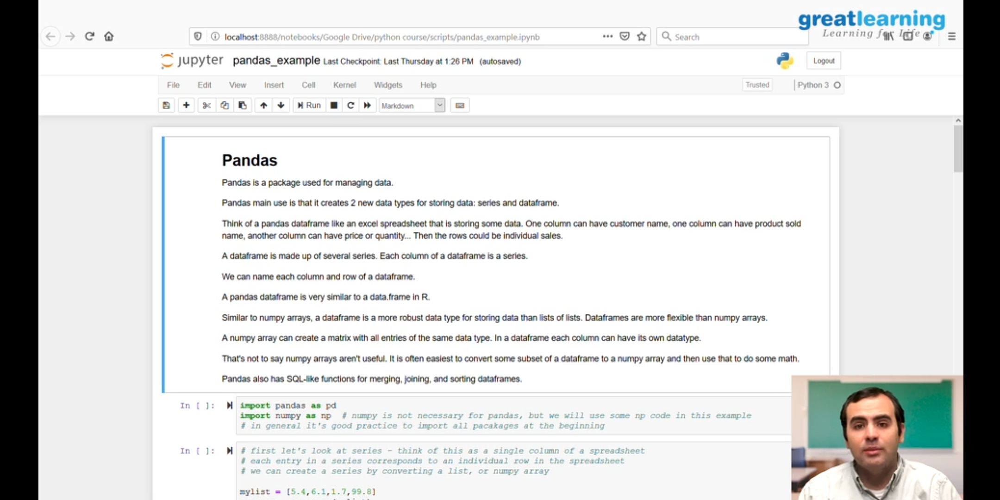 greatlearning
Learning for Life
localhost:8888/notebooks/Google Drive/python course/scripts/pandas_example.ipynb
Search
jupyter pandas_example Last Checkpoint: Last Thursday at 1:26 PM (autosaved)
Logout
File Edit View Insert Cell Kernel Widgets Help
Trusted
Python 3
Run
Markdown
Pandas
Pandas is a package used for managing data.
Pandas main use is that it creates 2 new data types for storing data: series and dataframe.
Think of a pandas dataframe like an excel spreadsheet that is storing some data. One column can have customer name, one column can have product sold
name, another column can have price or quantity... Then the rows could be individual sales.
A dataframe is made up of several series. Each column of a dataframe is a series.
We can name each column and row of a dataframe.
A pandas dataframe is very similar to a data.frame in R.
Similar to numpy arrays, a dataframe is a more robust data type for storing data than lists of lists. Dataframes are more flexible than numpy arrays.
A numpy array can create a matrix with all entries of the same data type. In a dataframe each column can have its own datatype.
That's not to say numpy arrays aren't useful. It is often easiest to convert some subset of a dataframe to a numpy array and then use that to do some math.
Pandas also has SQL-like functions for merging, joining, and sorting dataframes.
In [ ]: import pandas as pd
import numpy as np # numpy is not necessary for pandas, but we will use some np code in this example
# in general it's good practice to import all pacakages at the beginning
In [ ]: # first let's look at series - think of this as a single column of a spreadsheet
# each entry in a series corresponds to an individual row in the spreadsheet
# we can create a series by converting a list, or numpy array
mylist = [5.4,6.1,1.7,99.8]